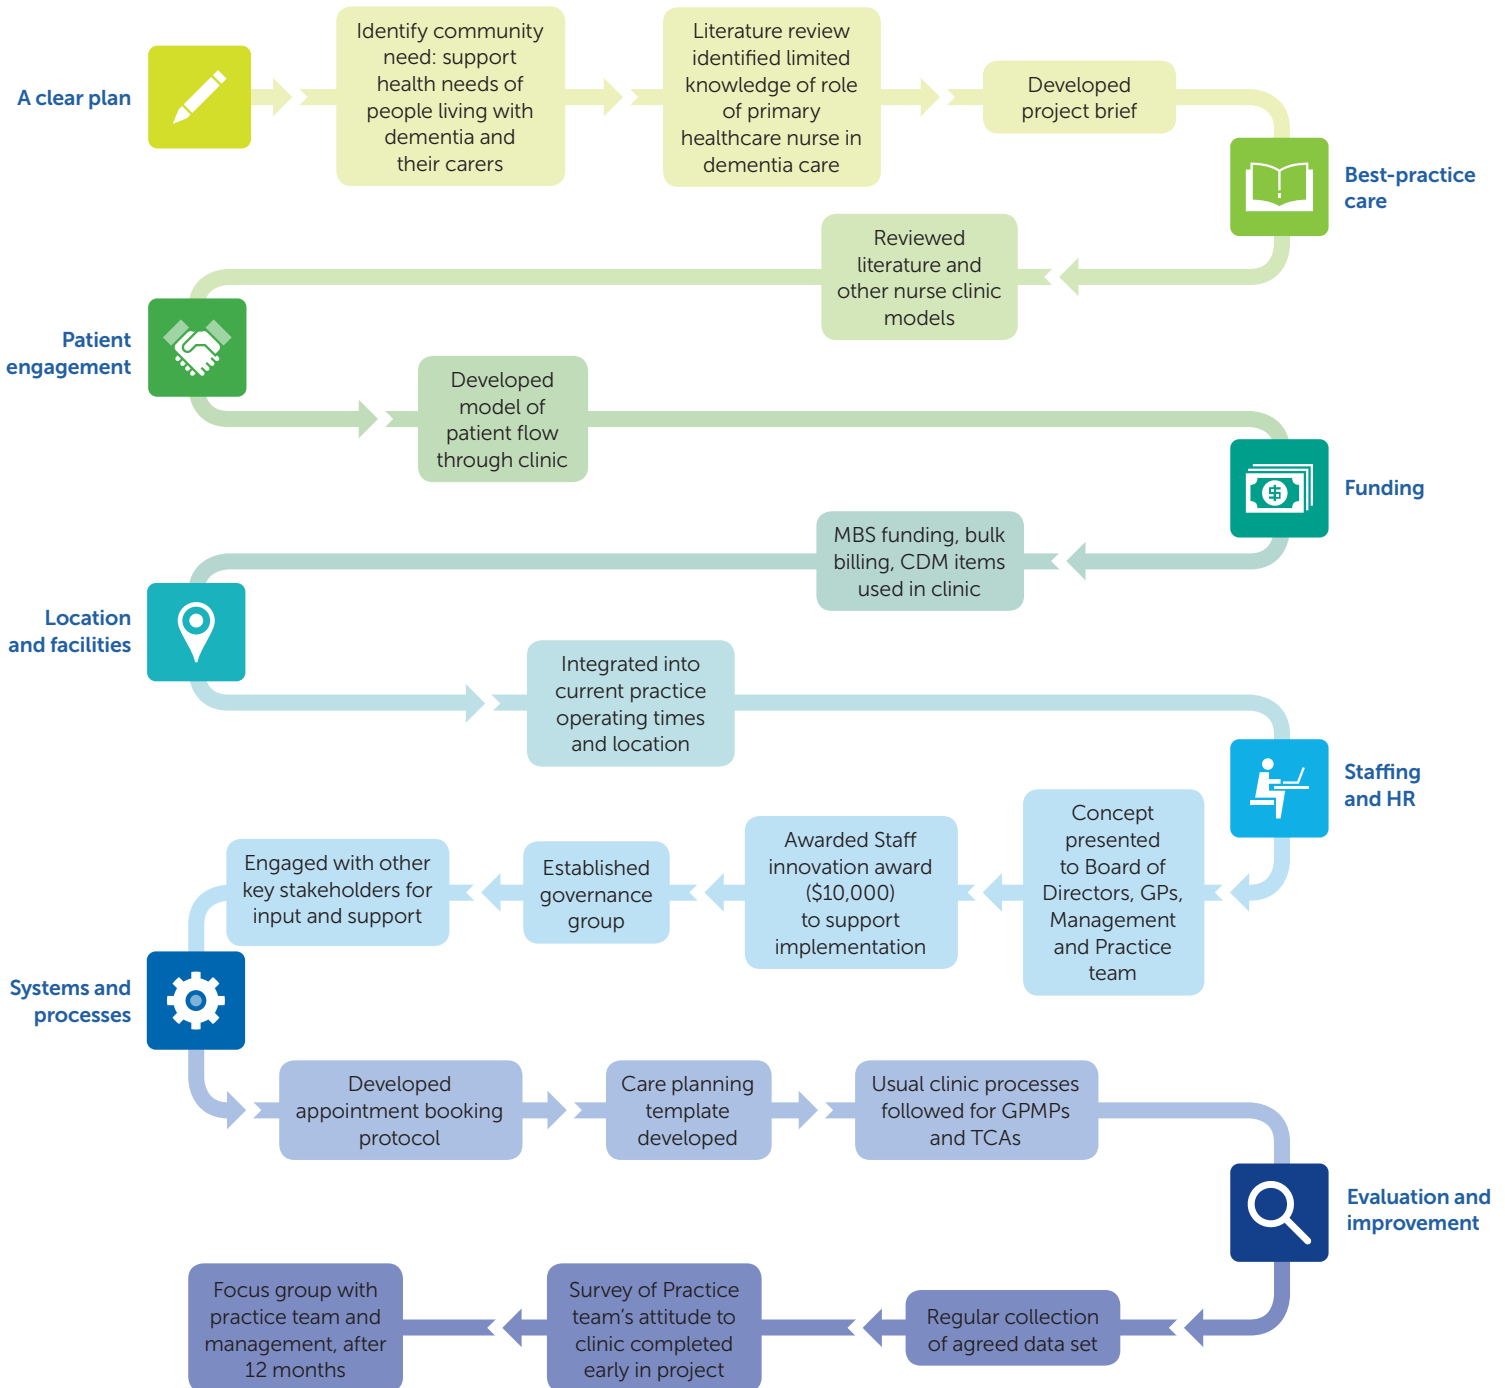 A clear plan
Identify community
need: support
health needs of
people living with
dementia and
their carers
Literature review
identified limited
knowledge of role
of primary
healthcare nurse in
dementia care
Developed
project brief
Best-practice
care
Reviewed
literature and
other nurse clinic
models
Patient
engagement
Developed
model of
patient flow
through clinic
Funding
MBS funding, bulk
billing, CDM items
used in clinic
Location
and facilities
Integrated into
current practice
operating times
and location
Staffing
and HR
Concept
presented
to Board of
Directors, GPs,
Management
and Practice
team
Awarded Staff
innovation award
($10,000)
to support
implementation
Established
governance
group
Engaged with other
key stakeholders for
input and support
Systems and
processes
Developed
appointment booking
protocol
Care planning
template
developed
Usual clinic processes
followed for GPMPs
and TCAs
Evaluation and
improvement
Regular collection
of agreed data set
Survey of Practice
team's attitude to
clinic completed
early in project
Focus group with
practice team and
management, after
12 months